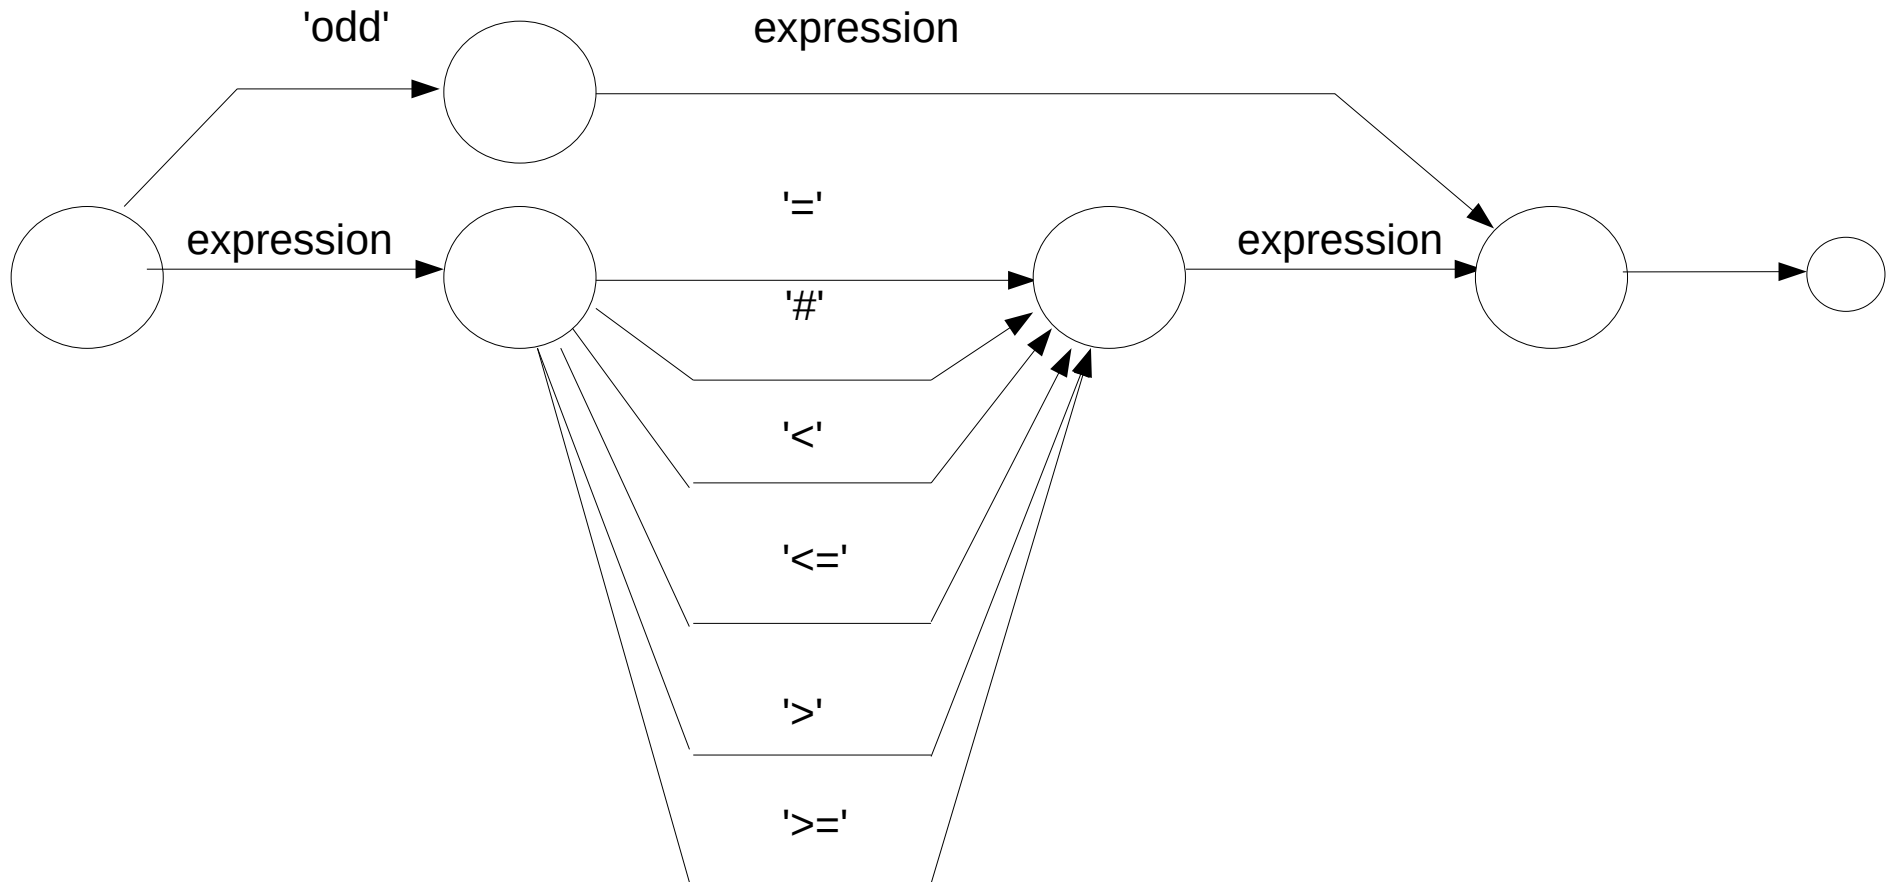 'odd'
expression
'='
expression
expression
'#'
'<'
'<='
'>'
'>='